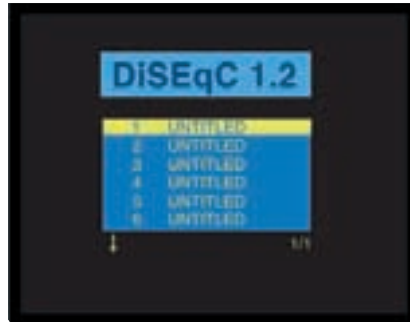 DiSEqC 1.2
1 UNTITLED
2 UNTITLED
3 UNTITLED
4 UNTITLED
5 UNTITLED
6 UNTITLED
1/1